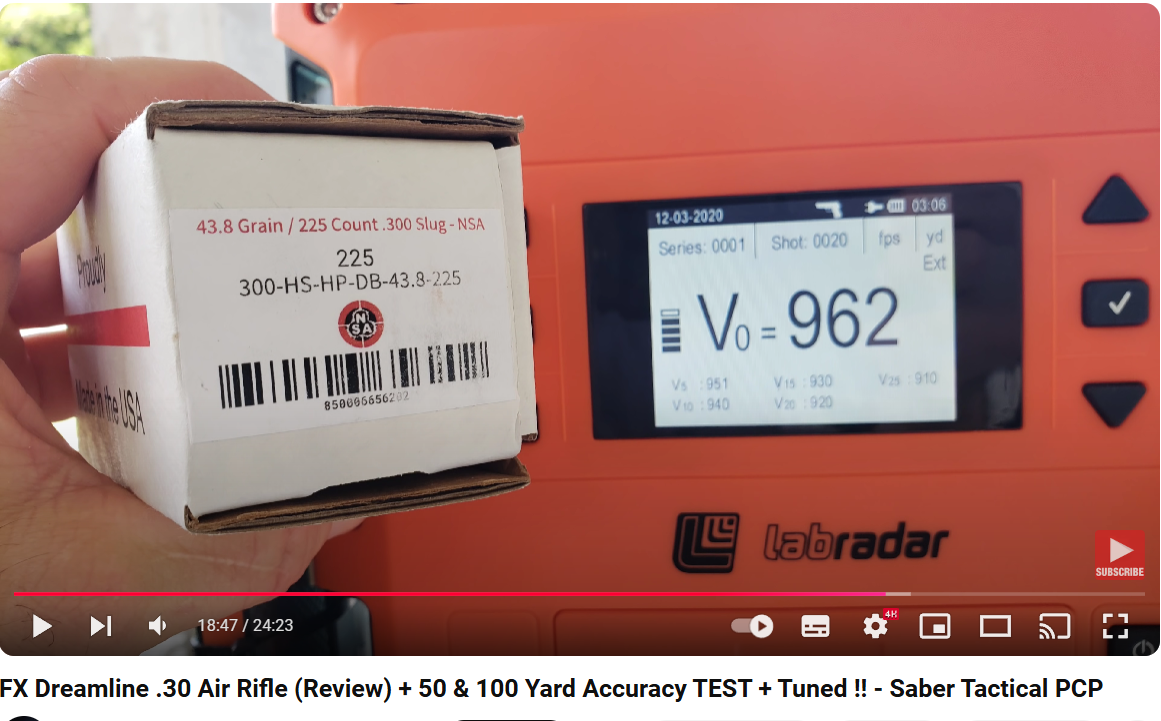 Proudly
Made in the USA
43.8 Grain / 225 Count .300 Slug - NSA
225
300-HS-HP-DB-43.8-225
NSA
850006656202
12-03-2020 03:06
Series: 0001 Shot: 0020 fps yd
Ext
V0 = 962
V5 : 951 V15 : 930 V25 : 910
V10 : 940 V20 : 920
labradar
SUBSCRIBE
18:47 / 24:23
4K
FX Dreamline .30 Air Rifle (Review) + 50 & 100 Yard Accuracy TEST + Tuned !! - Saber Tactical PCP